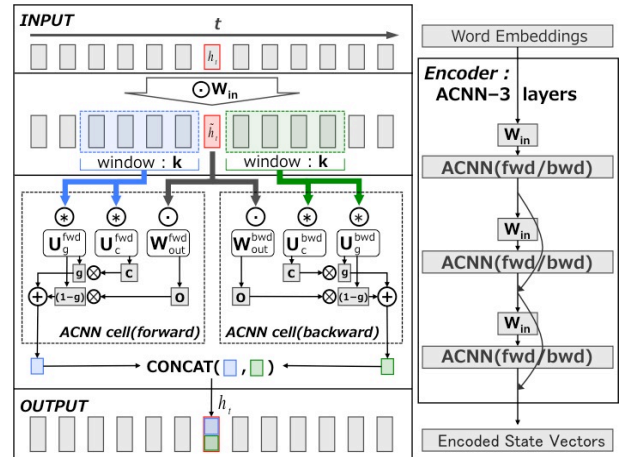 INPUT
t
h_t
⊙W_in
h̃_t
window : k
window : k
U_g^fwd
U_c^fwd
W_out^fwd
W_out^bwd
U_c^bwd
U_g^bwd
g
c
c
g
(1-g)
o
o
(1-g)
ACNN cell(forward)
ACNN cell(backward)
CONCAT( , )
h_t
OUTPUT
Word Embeddings
Encoder :
ACNN-3 layers
W_in
ACNN(fwd/bwd)
W_in
ACNN(fwd/bwd)
W_in
ACNN(fwd/bwd)
Encoded State Vectors